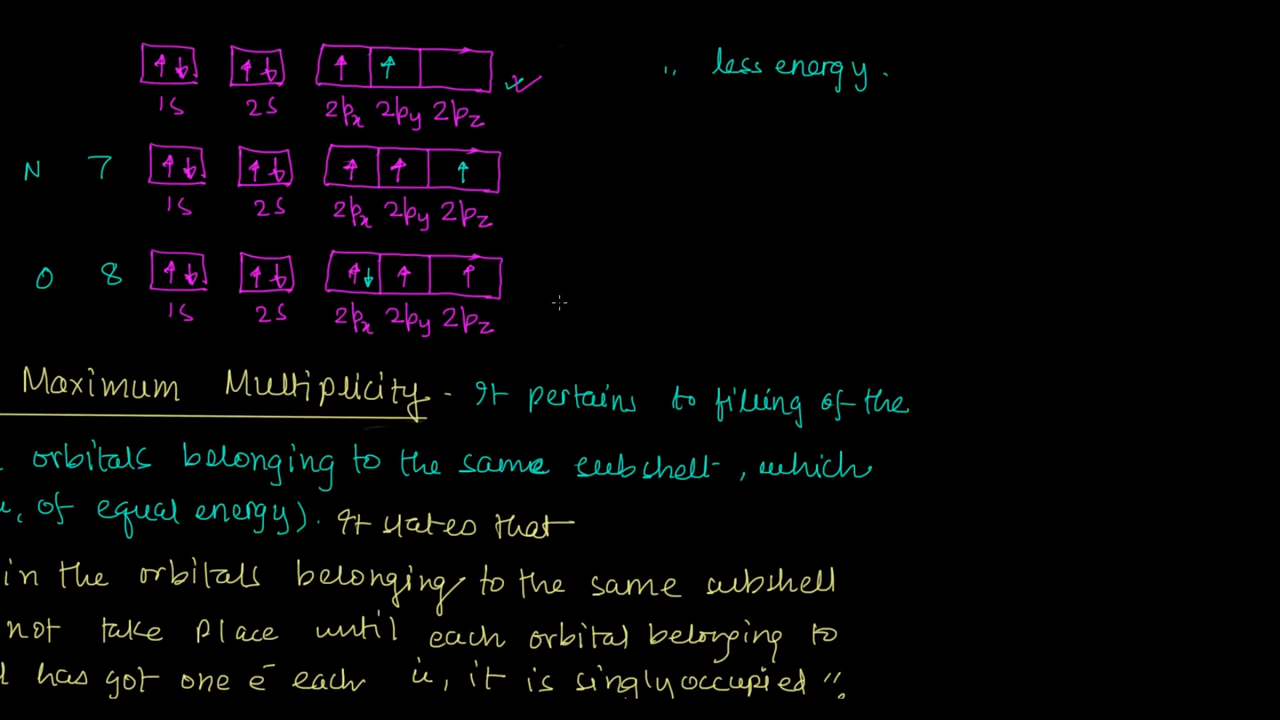 ↑↓ ↑↓ ↑ ↑
1s 2s 2px 2py 2pz
,, less energy.
N 7 ↑↓ ↑↓ ↑ ↑ ↑
1s 2s 2px 2py 2pz
O 8 ↑↓ ↑↓ ↑↓ ↑ ↑
1s 2s 2px 2py 2pz
Maximum Multiplicity - It pertains to filling of the
orbitals belonging to the same subshell, which
of equal energy). It states that
in the orbitals belonging to the same subshell
not take place until each orbital belonging to
has got one e⁻ each ie, it is singly occupied ".